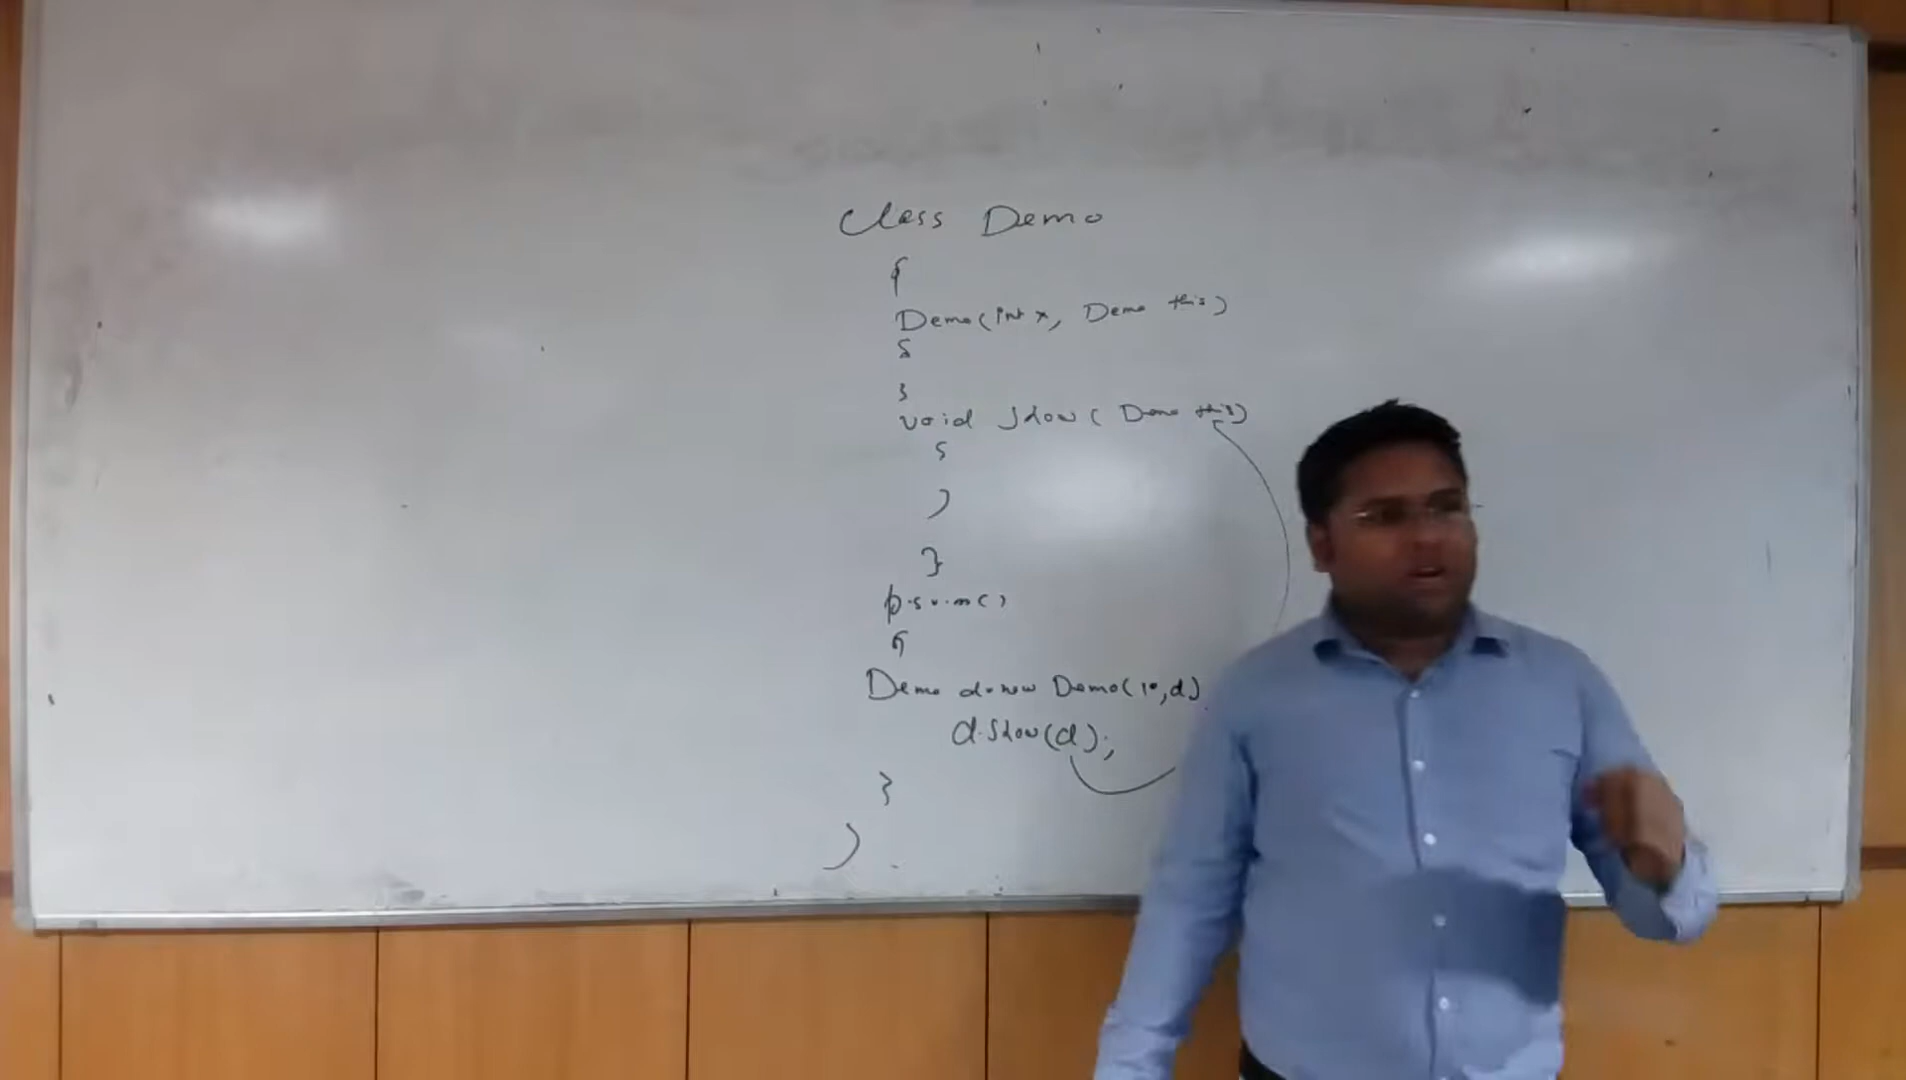 class Demo
{
Demo(int x, Demo this)
{
}
void show( Demo this)
{
}
}
p.s.v.m()
{
Demo d=new Demo(10,d)
d.show(d);
}
}